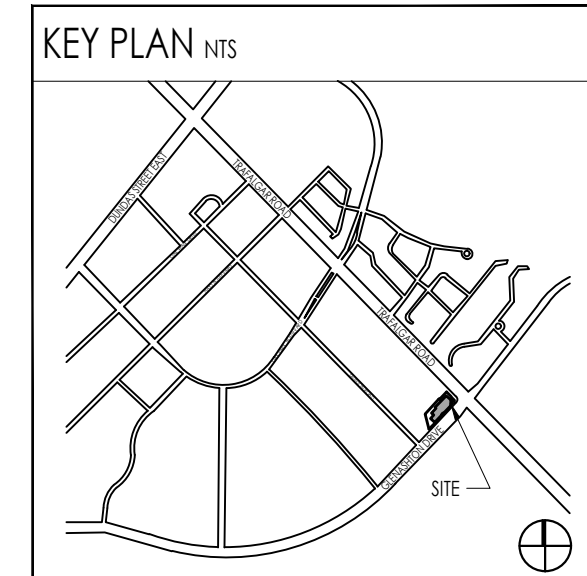 KEY PLAN NTS
DUNDAS STREET EAST
TRAFALGAR ROAD
TRAFALGAR ROAD
GLENASHTON DRIVE
SITE